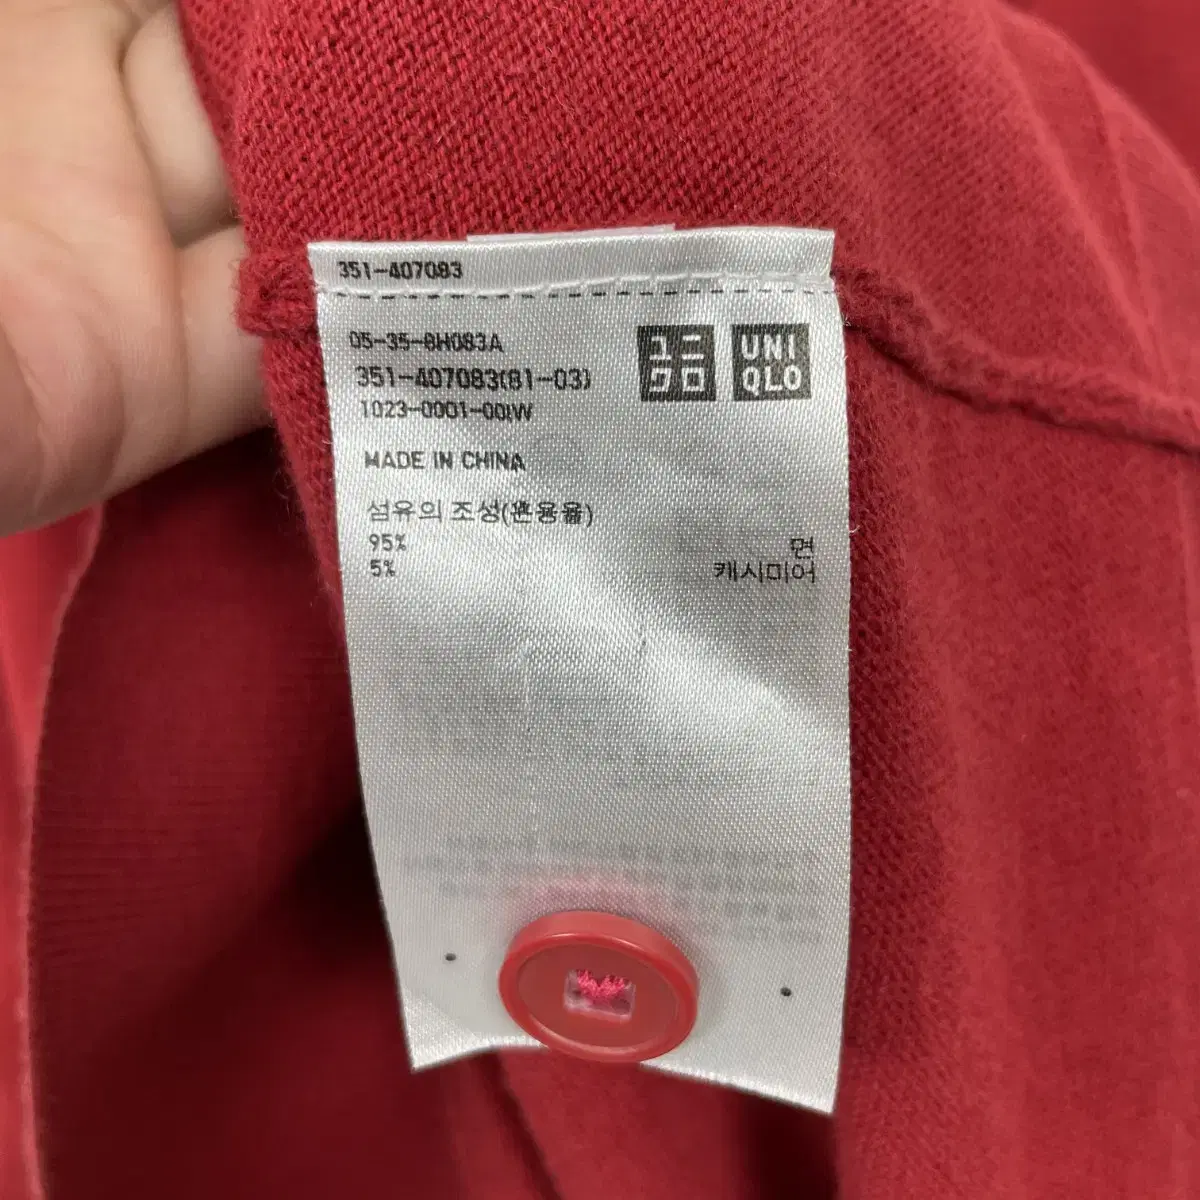 351-407083
05-35-8H083A
351-407083(81-03)
1023-0001-00W
ユニ
クロ
UNI
QLO
MADE IN CHINA
섬유의 조성(혼용율)
95% 면
5% 캐시미어